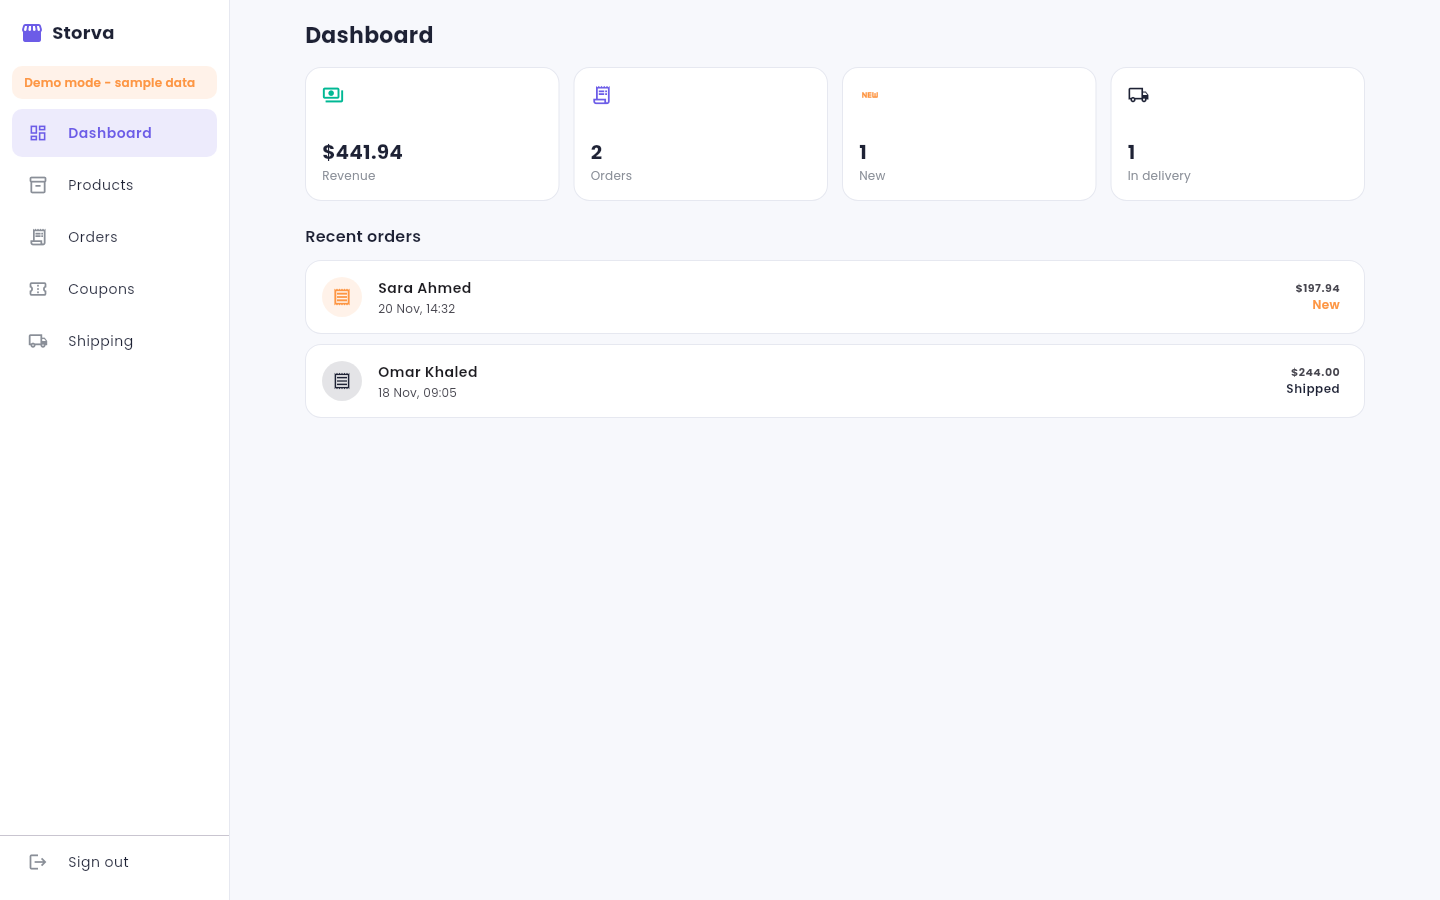 Storva
Demo mode - sample data
Dashboard
Products
Orders
Coupons
Shipping
Sign out
Dashboard
$441.94
Revenue
2
Orders
NEW
1
New
1
In delivery
Recent orders
Sara Ahmed
20 Nov, 14:32
$197.94
New
Omar Khaled
18 Nov, 09:05
$244.00
Shipped